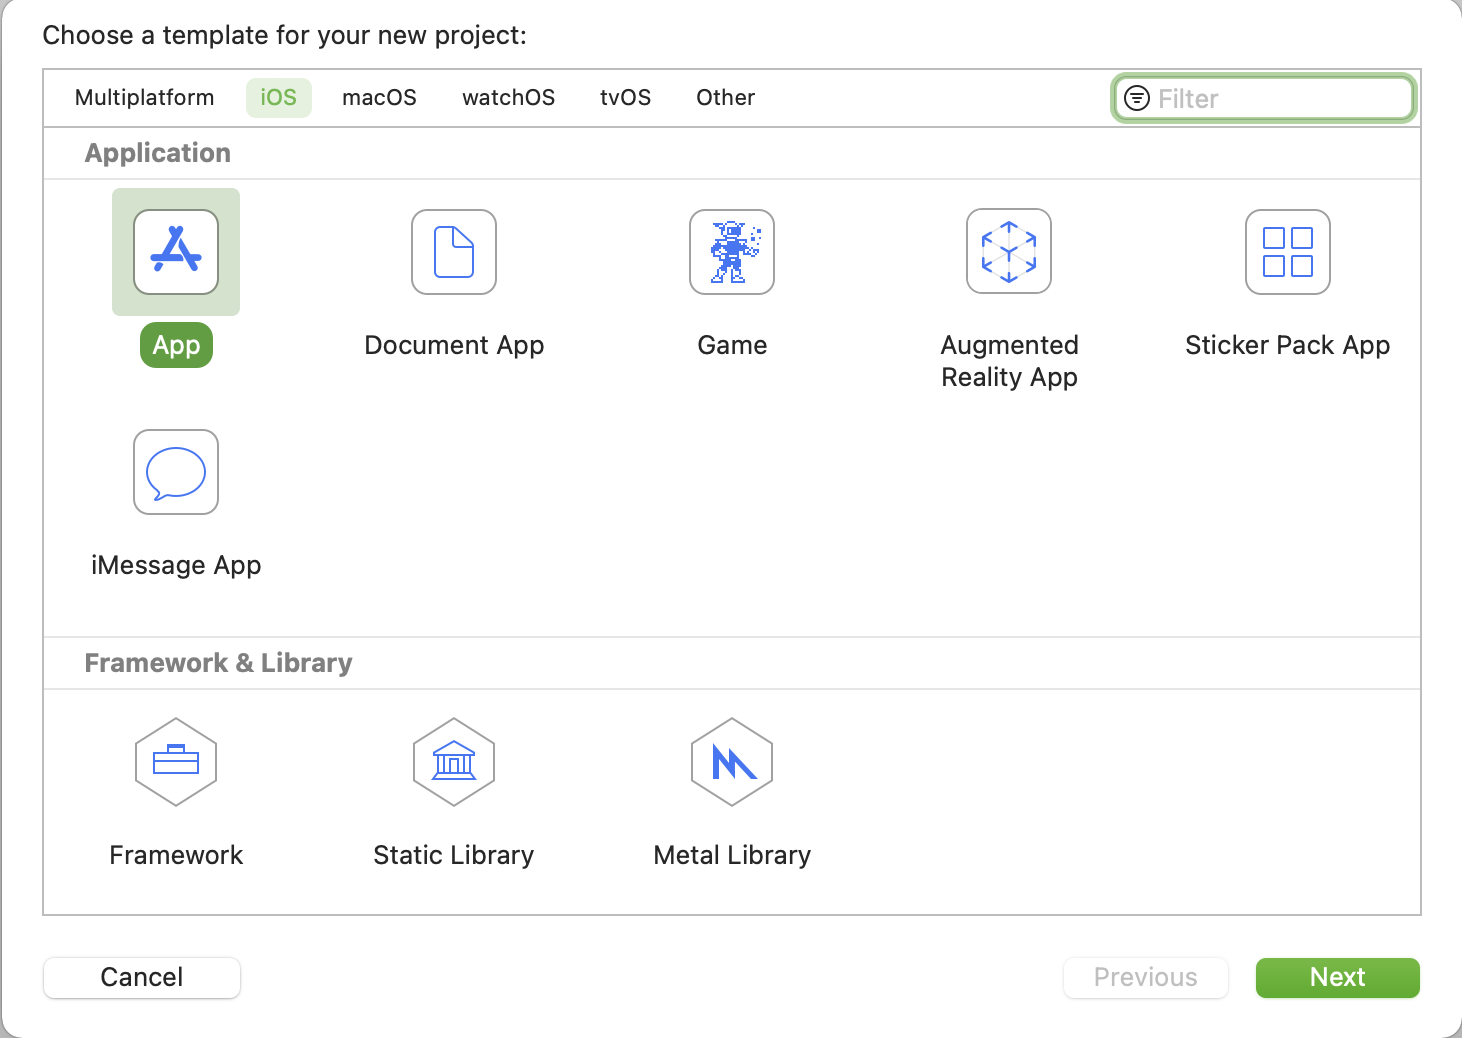 Choose a template for your new project:
Multiplatform iOS macOS watchOS tvOS Other Filter
Application
App Document App Game Augmented Reality App Sticker Pack App
iMessage App
Framework & Library
Framework Static Library Metal Library
Cancel Previous Next